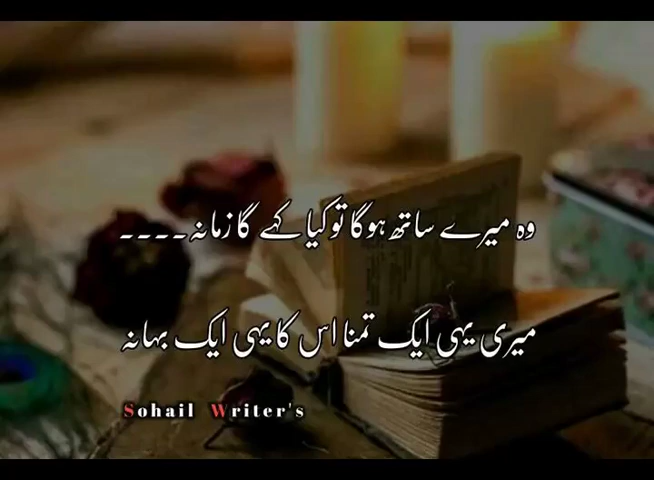 وہ میرے ساتھ ہوگا تو کیا کہے گا زمانہ۔۔۔۔
میری یہی ایک تمنا اس کا یہی ایک بہانہ
Sohail Writer's